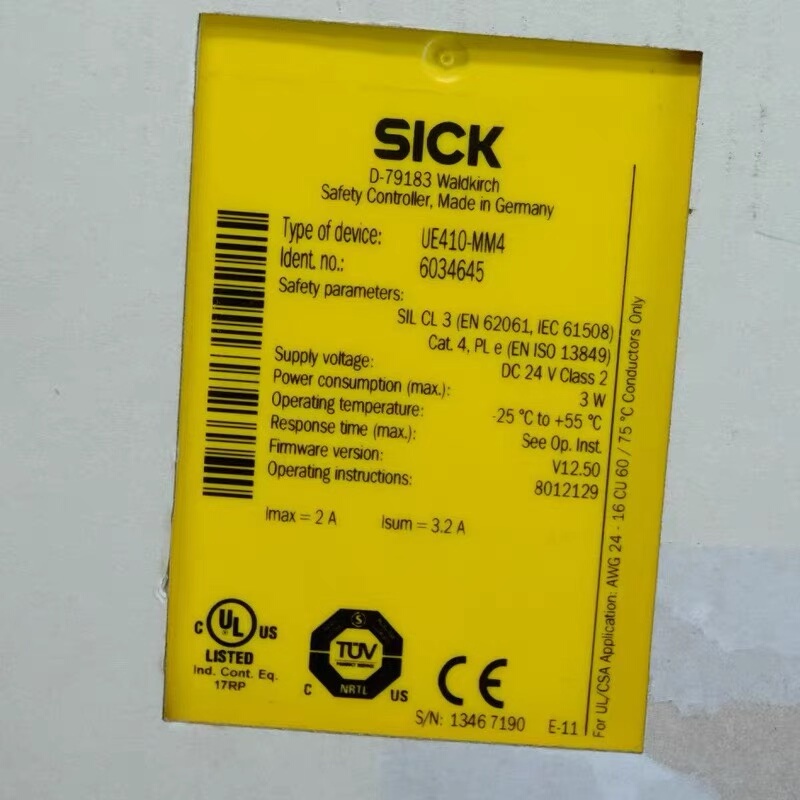 SICK
D-79183 Waldkirch
Safety Controller, Made in Germany
Type of device: UE410-MM4
Ident. no.: 6034645
Safety parameters:
SIL CL 3 (EN 62061, IEC 61508)
Cat. 4, PL e (EN ISO 13849)
Supply voltage: DC 24 V Class 2
Power consumption (max.): 3 W
Operating temperature: -25 °C to +55 °C
Response time (max.): See Op. Inst.
Firmware version: V12.50
Operating instructions: 8012129
Imax = 2 A Isum = 3.2 A
For UL/CSA Application: AWG 24 - 16 CU 60 / 75 °C Conductors Only
C UL US
LISTED
Ind. Cont. Eq.
17RP
S
TÜV
NRTL
C US
CE
S/N: 1346 7190 E-11